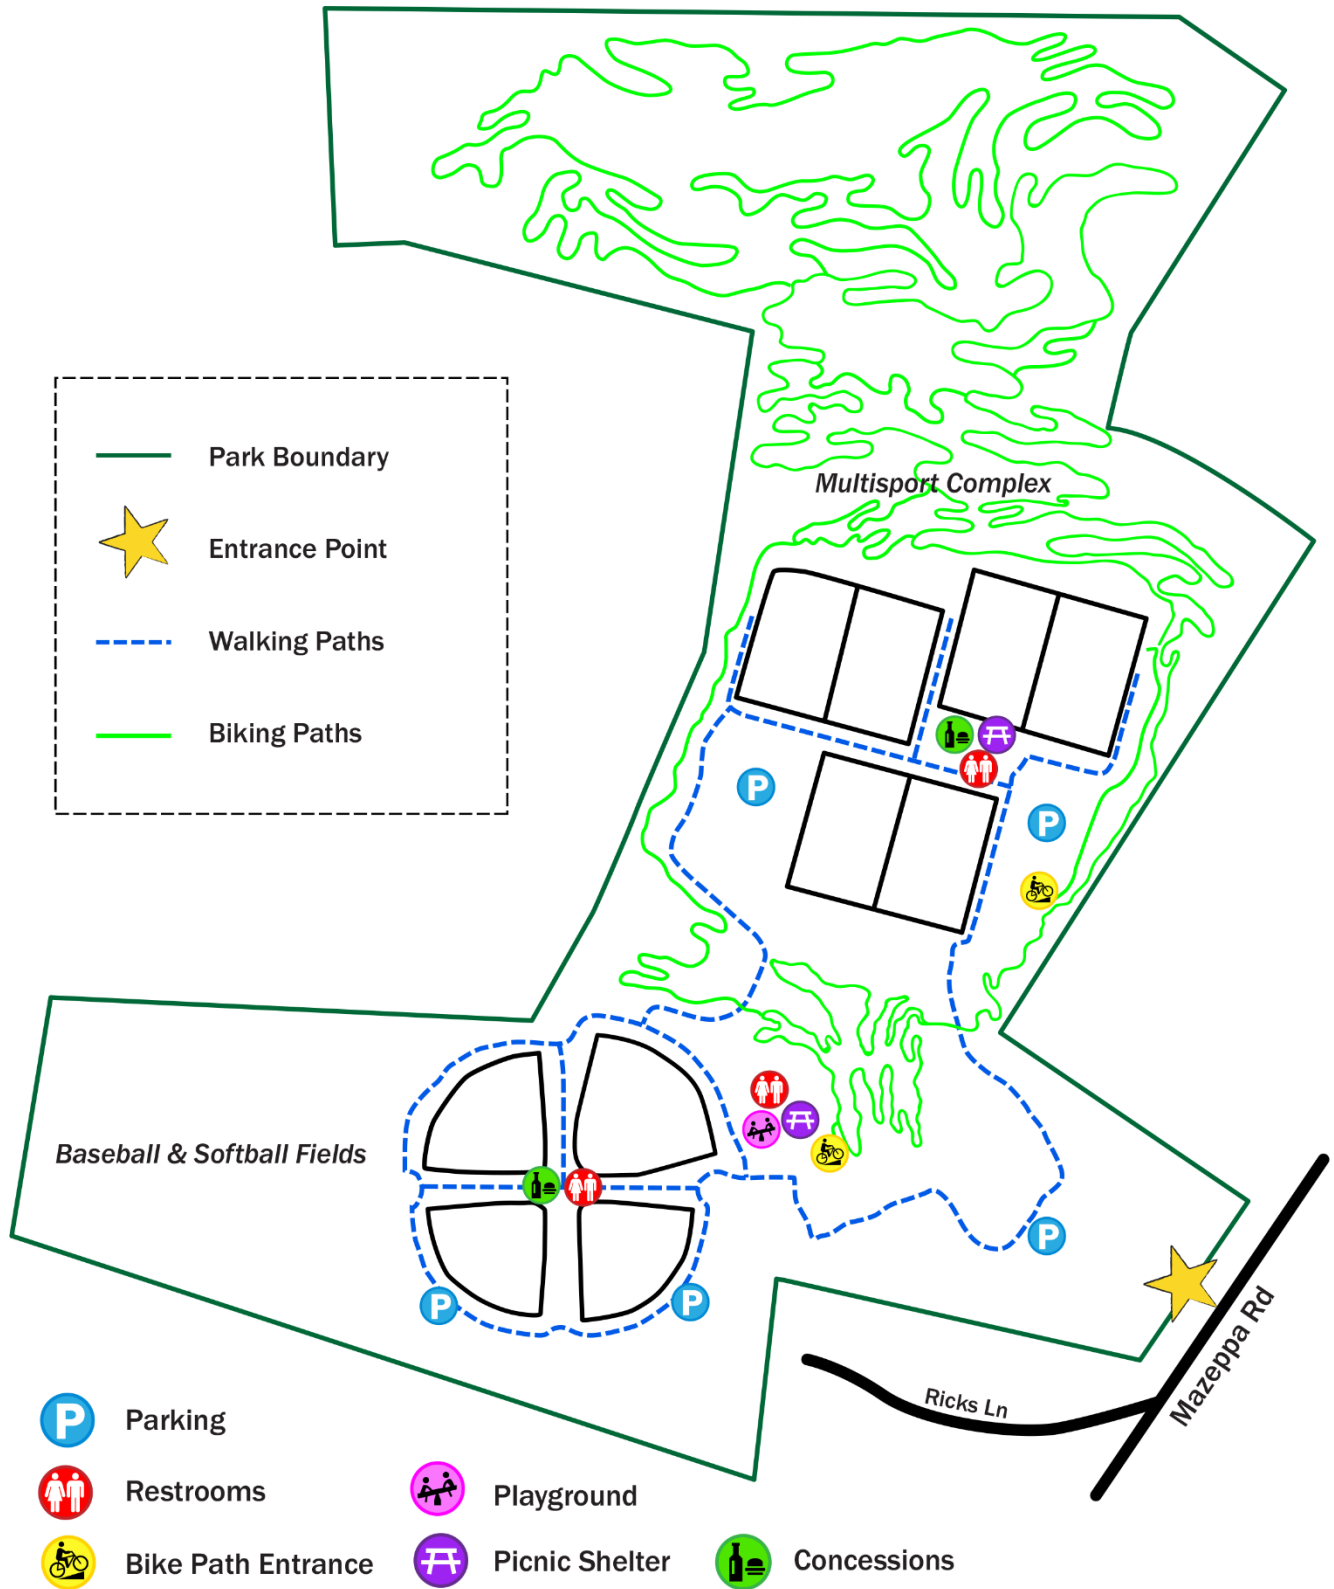 Multisport Complex
Park Boundary
Entrance Point
Walking Paths
Biking Paths
P
P
P
P
P
Baseball & Softball Fields
Mazeppa Rd
Ricks Ln
P Parking
Restrooms
Playground
Bike Path Entrance
Picnic Shelter
Concessions